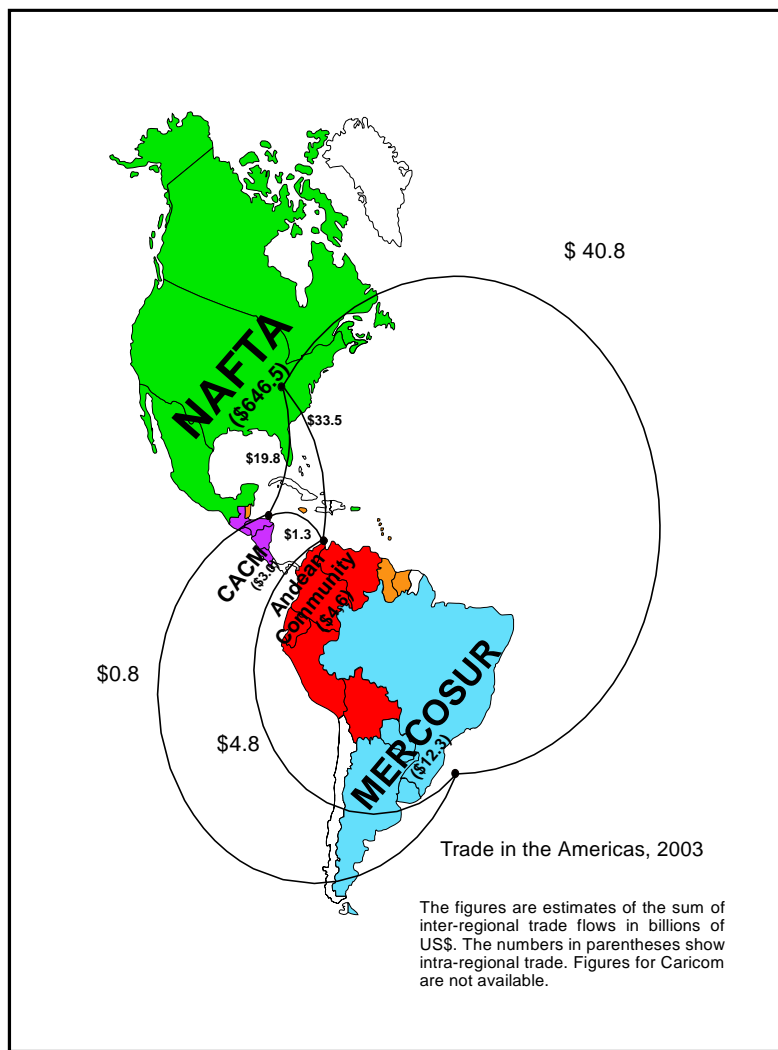 $ 40.8
NAFTA
($646.5)
$33.5
$19.8
$1.3
CACM
($3.0)
Andean
Community
($4.6)
$0.8
$4.8
MERCOSUR
($12.3)
Trade in the Americas, 2003
The figures are estimates of the sum of
inter-regional trade flows in billions of
US$. The numbers in parentheses show
intra-regional trade. Figures for Caricom
are not available.